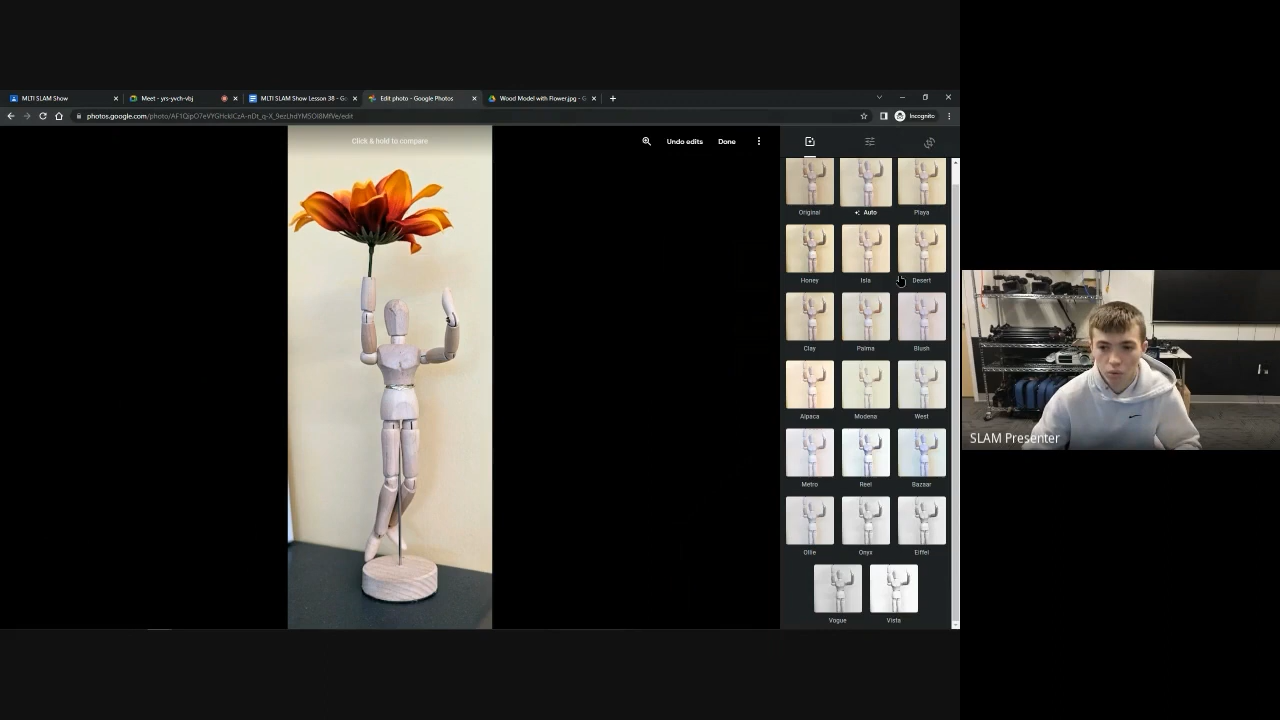 MLTI SLAM Show
Meet - yrs-yvch-vbj
MLTI SLAM Show Lesson 38 - Go
Edit photo - Google Photos
Wood Model with Flower.jpg - G
Incognito
Click & hold to compare
Undo edits
Done
Original
Auto
Playa
Honey
Isla
Desert
Clay
Palma
Blush
Alpaca
Modena
West
Metro
Reel
Bazaar
Ollie
Onyx
Eiffel
Vogue
Vista
SLAM Presenter